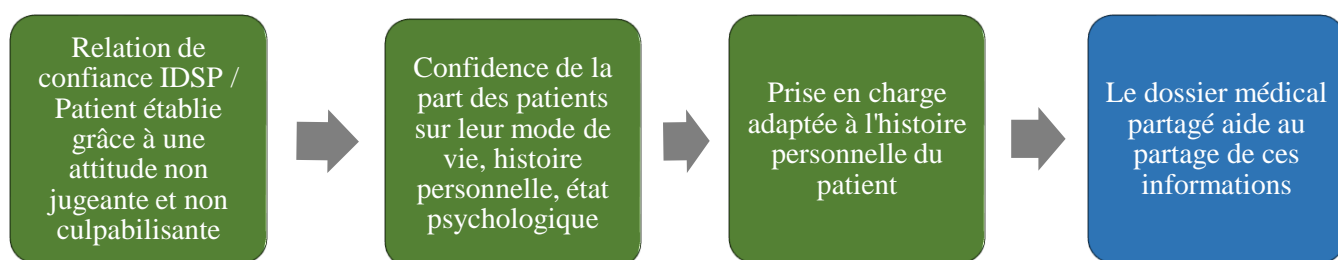 Relation de
confiance IDSP /
Patient établie
grâce à une
attitude non
jugeante et non
culpabilisante
Confidence de la
part des patients
sur leur mode de
vie, histoire
personnelle, état
psychologique
Prise en charge
adaptée à l'histoire
personnelle du
patient
Le dossier médical
partagé aide au
partage de ces
informations